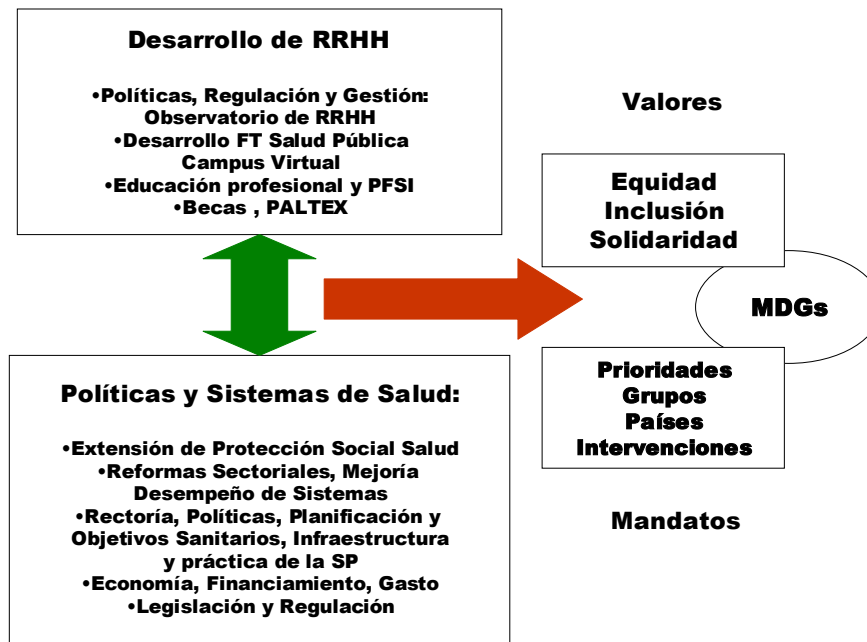 Desarrollo de RRHH
•Políticas, Regulación y Gestión:
Observatorio de RRHH
•Desarrollo FT Salud Pública
Campus Virtual
•Educación profesional y PFSI
•Becas , PALTEX
Políticas y Sistemas de Salud:
•Extensión de Protección Social Salud
•Reformas Sectoriales, Mejoría
Desempeño de Sistemas
•Rectoría, Políticas, Planificación y
Objetivos Sanitarios, Infraestructura
y práctica de la SP
•Economía, Financiamiento, Gasto
•Legislación y Regulación
Valores
Equidad
Inclusión
Solidaridad
MDGs
Prioridades
Grupos
Países
Intervenciones
Mandatos